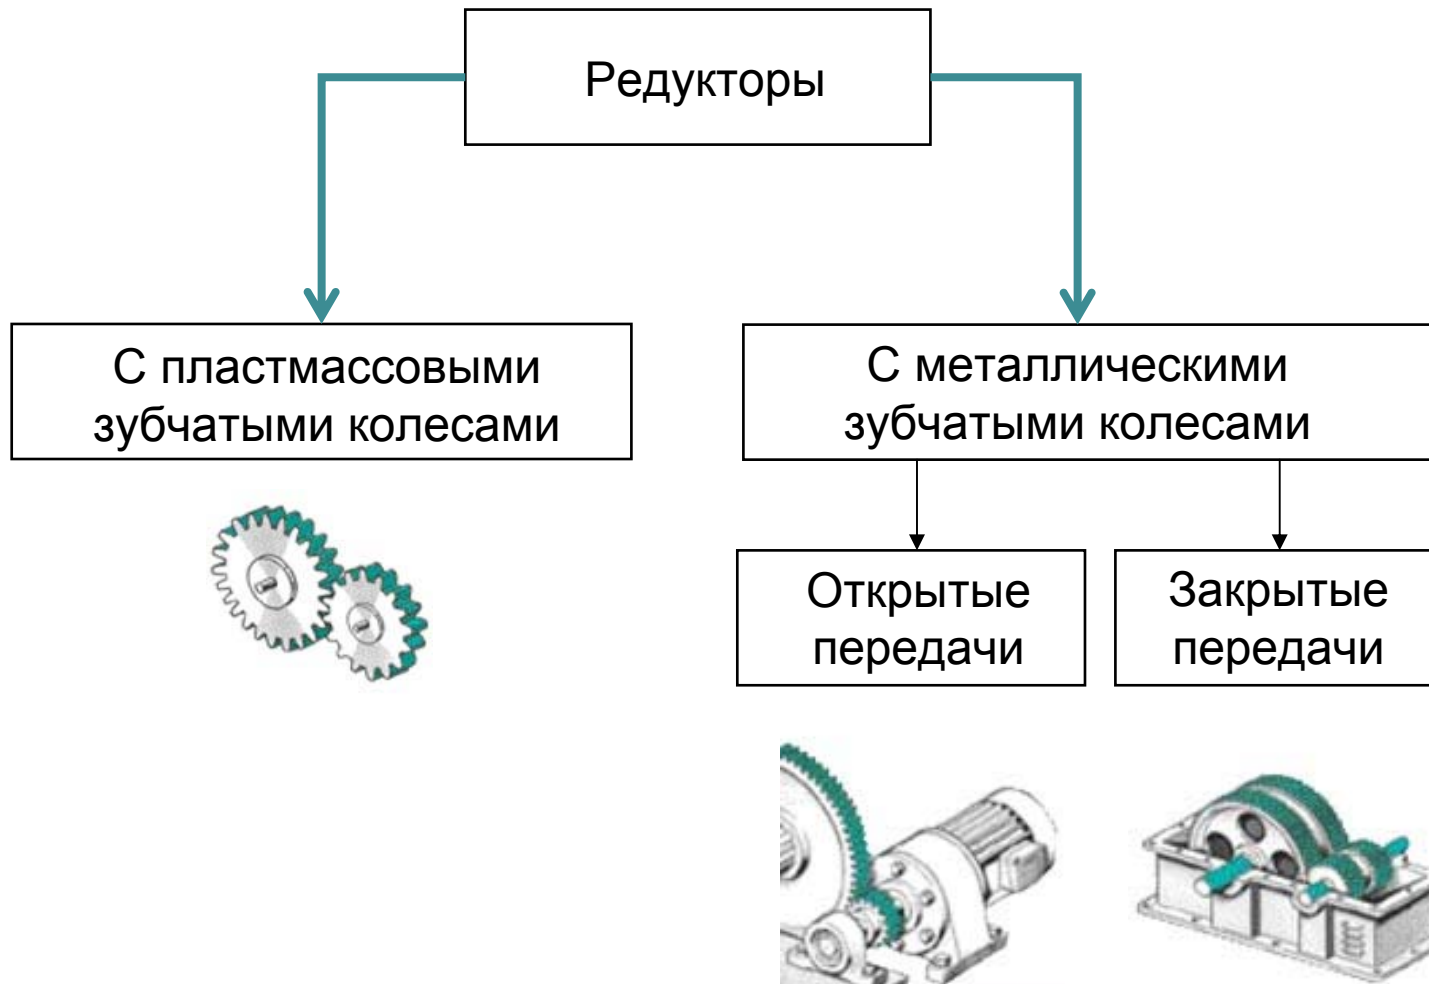 Редукторы
С пластмассовыми
зубчатыми колесами
С металлическими
зубчатыми колесами
Открытые
передачи
Закрытые
передачи